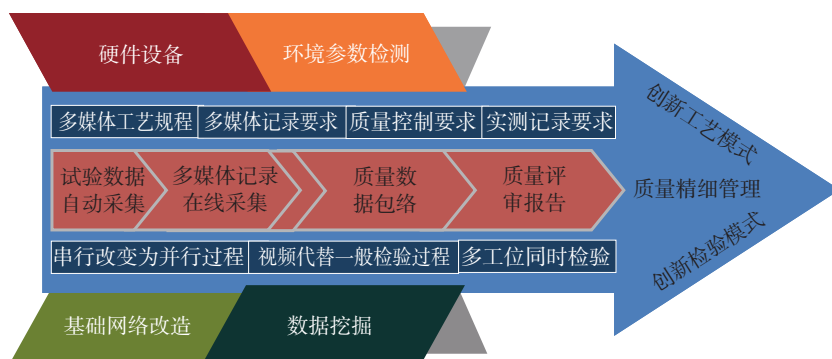 硬件设备 环境参数检测
多媒体工艺规程 多媒体记录要求 质量控制要求 实测记录要求
创新工艺模式
试验数据 多媒体记录 质量数 质量评
自动采集 在线采集 据包络 审报告
质量精细管理
串行改变为并行过程 视频代替一般检验过程 多工位同时检验
创新检验模式
基础网络改造 数据挖掘